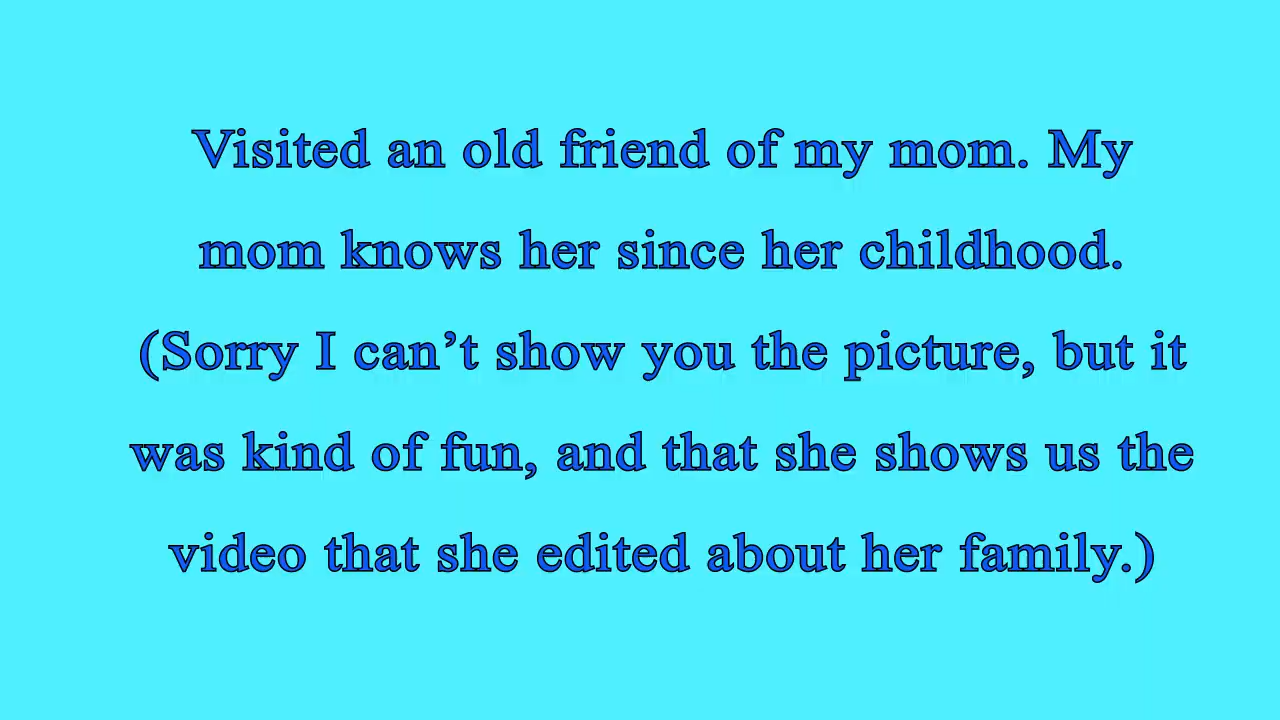 Visited an old friend of my mom. My
mom knows her since her childhood.
(Sorry I can’t show you the picture, but it
was kind of fun, and that she shows us the
video that she edited about her family.)